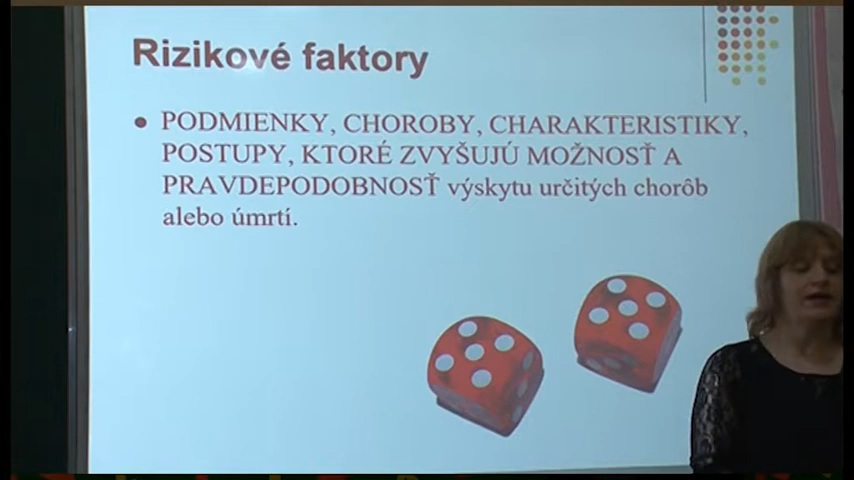 Rizikové faktory
● PODMIENKY, CHOROBY, CHARAKTERISTIKY,
POSTUPY, KTORÉ ZVYŠUJÚ MOŽNOSŤ A
PRAVDEPODOBNOSŤ výskytu určitých chorôb
alebo úmrtí.